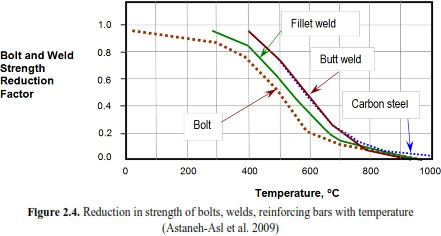 Bolt and Weld
Strength
Reduction
Factor
1.0
0.8
0.6
0.4
0.2
0.0
Fillet weld
Butt weld
Carbon steel
Bolt
0 200 400 600 800 1000
Temperature, °C
Figure 2.4. Reduction in strength of bolts, welds, reinforcing bars with temperature
(Astaneh-Asl et al. 2009)